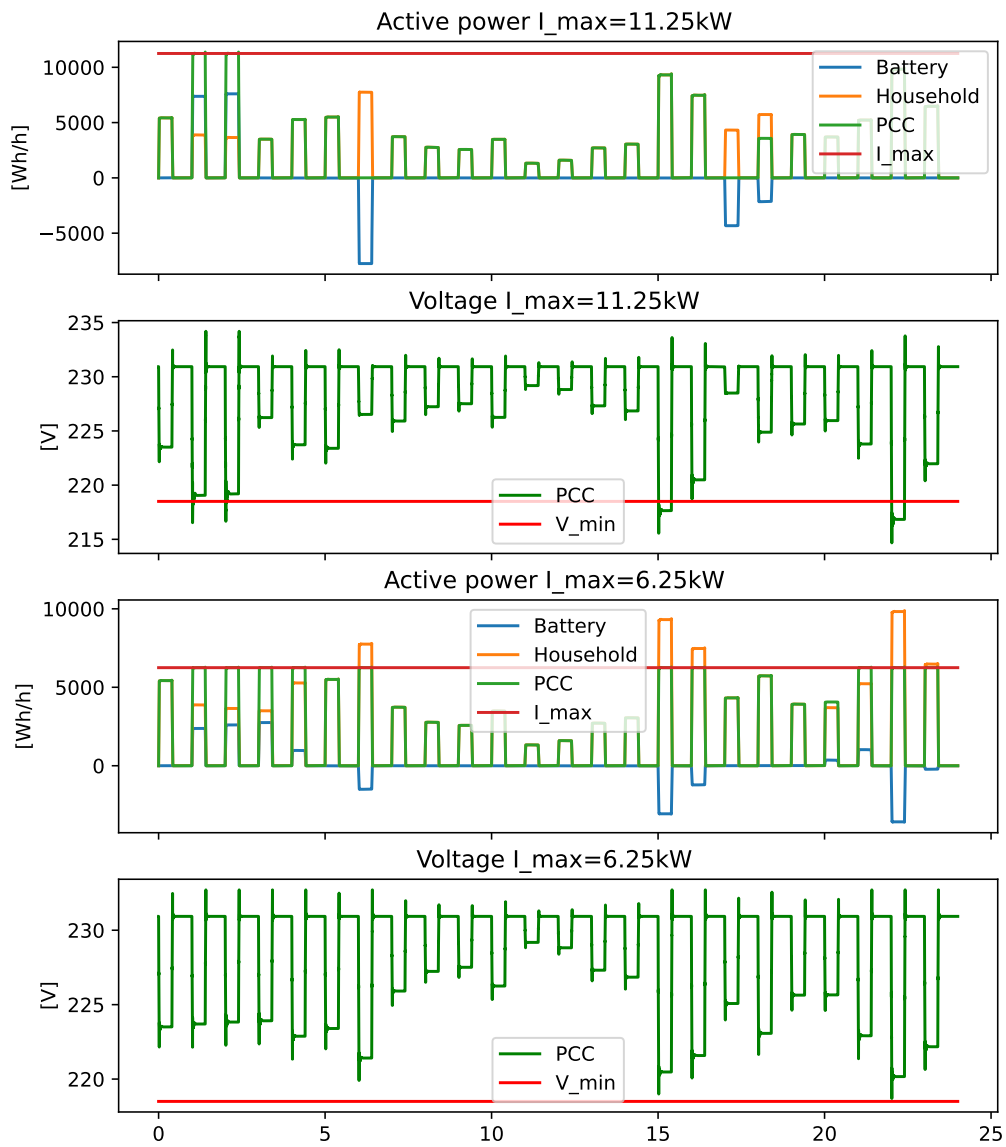 Active power I_max=11.25kW
10000
5000
0
−5000
[Wh/h]
Battery
Household
PCC
I_max
Voltage I_max=11.25kW
235
230
225
220
215
[V]
PCC
V_min
Active power I_max=6.25kW
10000
5000
0
[Wh/h]
Battery
Household
PCC
I_max
Voltage I_max=6.25kW
230
225
220
[V]
PCC
V_min
0 5 10 15 20 25